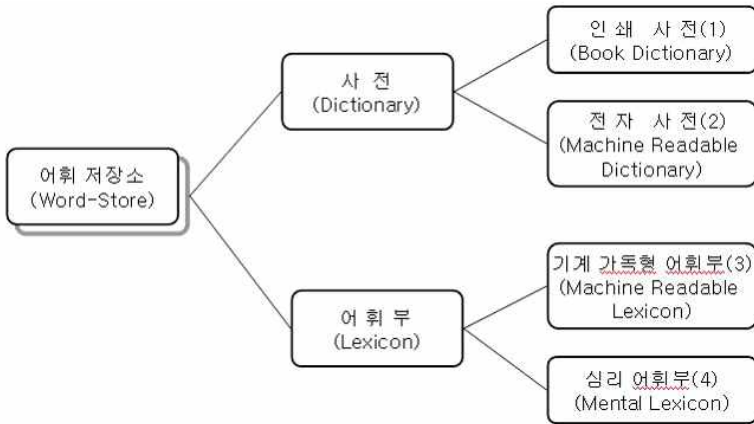 어휘 저장소
(Word-Store)
사 전
(Dictionary)
인 쇄 사 전(1)
(Book Dictionary)
전 자 사 전(2)
(Machine Readable
Dictionary)
어 휘 부
(Lexicon)
기계 가독형 어휘부(3)
(Machine Readable
Lexicon)
심리 어휘부(4)
(Mental Lexicon)